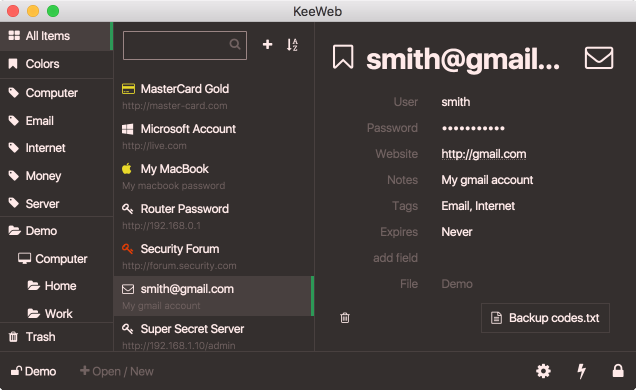 KeeWeb
All Items
Colors
Computer
Email
Internet
Money
Server
Demo
Computer
Home
Work
Trash
MasterCard Gold
http://master-card.com
Microsoft Account
http://live.com
My MacBook
My macbook password
Router Password
http://192.168.0.1
Security Forum
http://forum.security.com
smith@gmail.com
My gmail account
Super Secret Server
http://192.168.1.10/admin
smith@gmail...
User smith
Password •••••••••••
Website http://gmail.com
Notes My gmail account
Tags Email, Internet
Expires Never
add field
File Demo
Backup codes.txt
Demo
+ Open / New